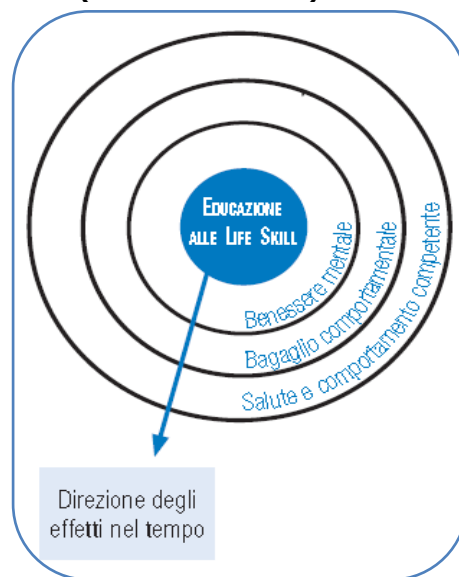 EDUCAZIONE
ALLE LIFE SKILL
Benessere mentale
Bagaglio comportamentale
Salute e comportamento competente
Direzione degli
effetti nel tempo